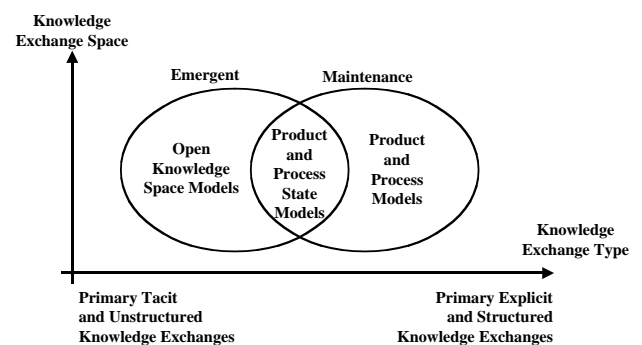 Knowledge
Exchange Space
Emergent
Maintenance
Open
Knowledge
Space Models
Product
and
Process
State
Models
Product
and
Process
Models
Knowledge
Exchange Type
Primary Tacit
and Unstructured
Knowledge Exchanges
Primary Explicit
and Structured
Knowledge Exchanges